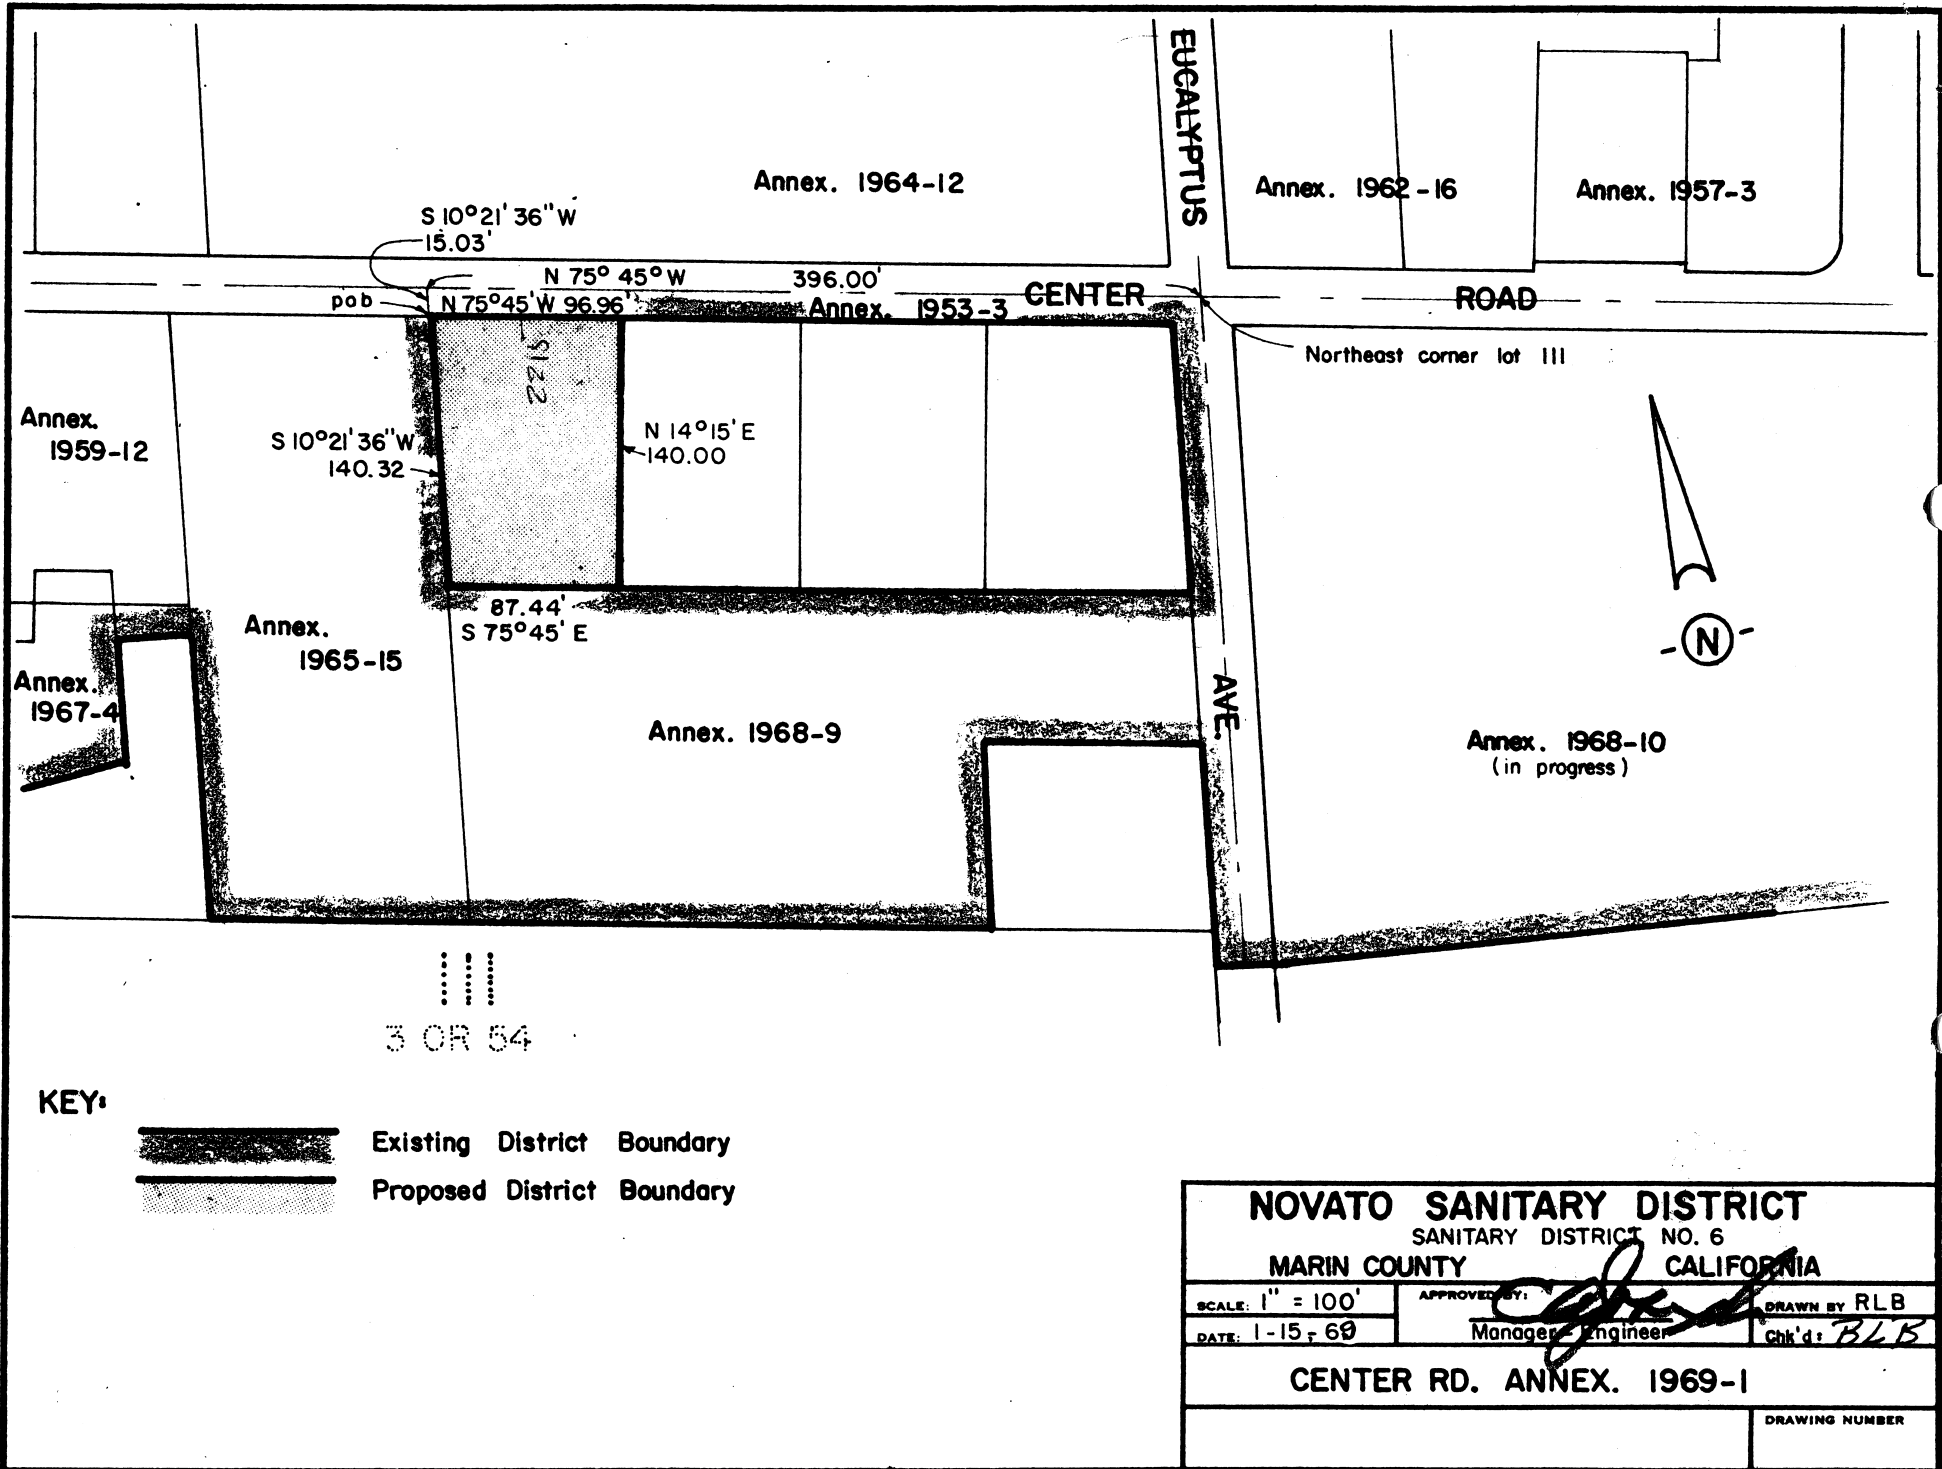 EUCALYPTUS
Annex. 1964-12
Annex. 1962-16
Annex. 1957-3
S 10°21'36"W
15.03'
N 75° 45° W 396.00'
pob
N 75°45'W 96.96'
Annex. 1953-3
CENTER ROAD
Northeast corner lot 111
2215
Annex.
1959-12
S 10°21'36"W
140.32
N 14°15'E
140.00
87.44'
S 75°45' E
Annex.
1965-15
Annex.
1967-4
AVE.
Annex. 1968-9
Annex. 1968-10
(in progress)
N
3 OR 54
KEY:
Existing District Boundary
Proposed District Boundary
NOVATO SANITARY DISTRICT
SANITARY DISTRICT NO. 6
MARIN COUNTY CALIFORNIA
SCALE: 1" = 100'
APPROVED BY:
DRAWN BY RLB
DATE: 1-15-69
Manager-Engineer
Chk'd: BLB
CENTER RD. ANNEX. 1969-1
DRAWING NUMBER